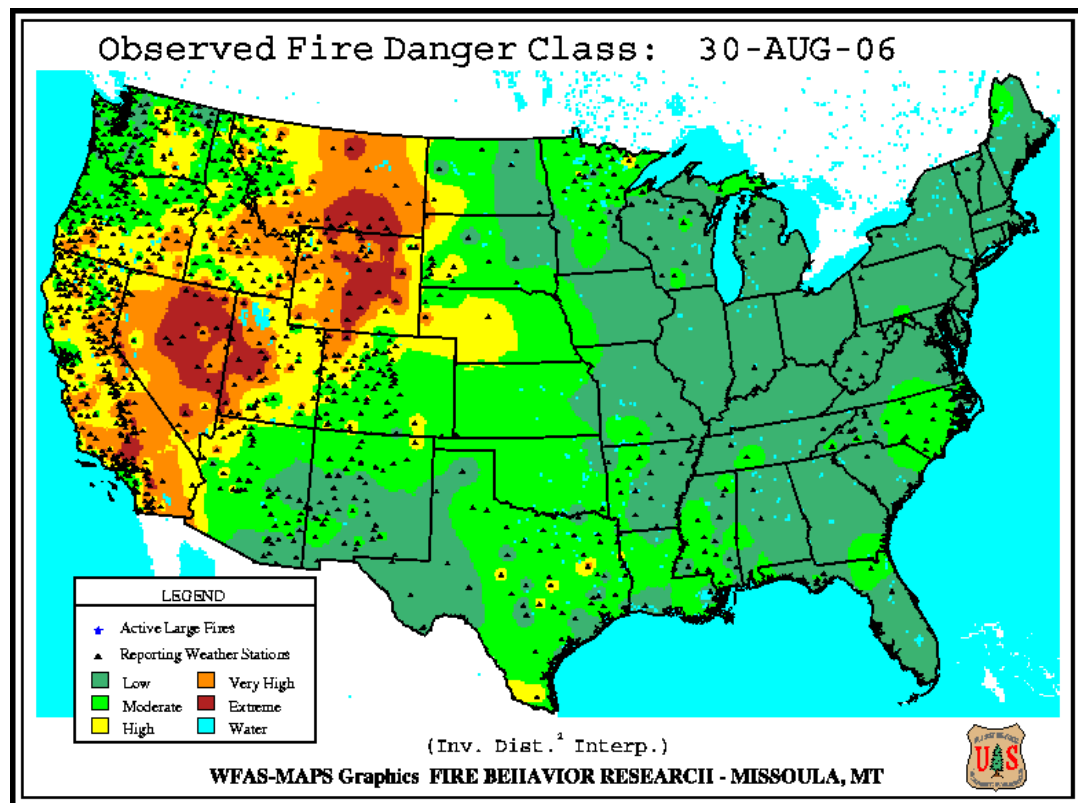 Observed Fire Danger Class: 30-AUG-06
LEGEND
Active Large Fires
Reporting Weather Stations
Low
Very High
Moderate
Extreme
High
Water
(Inv. Dist.² Interp.)
WFAS-MAPS Graphics FIRE BEHAVIOR RESEARCH - MISSOULA, MT
U S